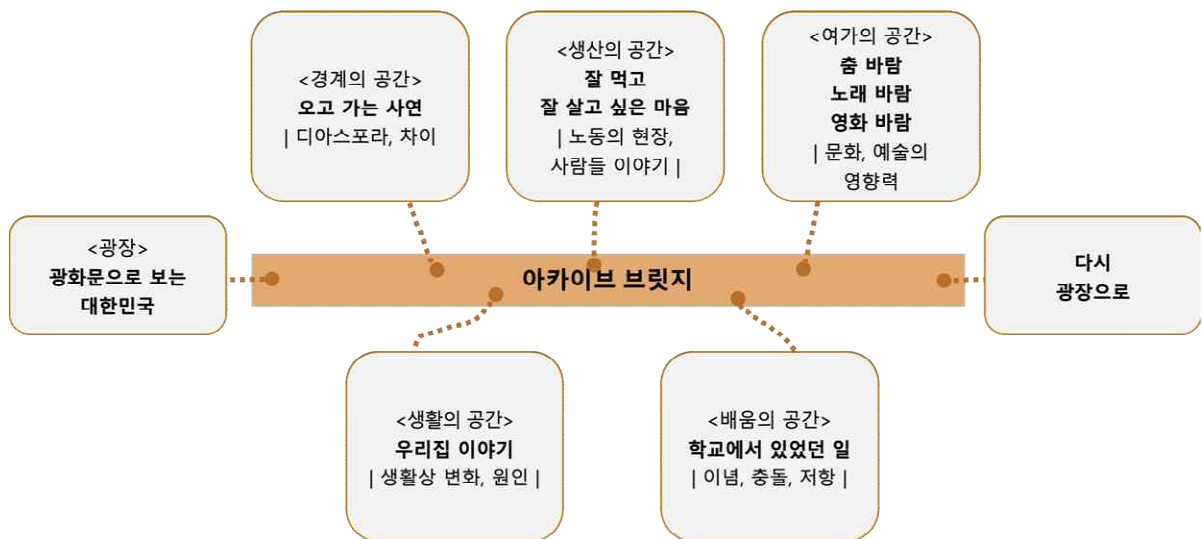 <경계의 공간>
오고 가는 사연
| 디아스포라, 차이
<생산의 공간>
잘 먹고
잘 살고 싶은 마음
| 노동의 현장,
사람들 이야기 |
<여가의 공간>
춤 바람
노래 바람
영화 바람
| 문화, 예술의
영향력
<광장>
광화문으로 보는
대한민국
아카이브 브릿지
다시
광장으로
<생활의 공간>
우리집 이야기
| 생활상 변화, 원인 |
<배움의 공간>
학교에서 있었던 일
| 이념, 충돌, 저항 |